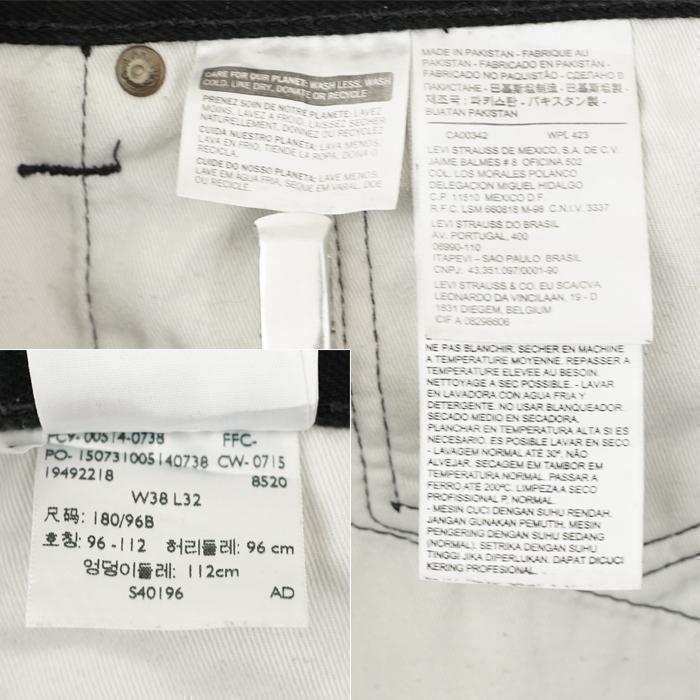 CARE FOR OUR PLANET: WASH LESS, WASH
COLD, LINE DRY, DONATE OR RECYCLE
PRENEZ SOIN DE NOTRE PLANETE: LAVEZ
MOINS, LAVEZ A FROID, LAISSEZ SECHER
NATURELLEMENT, DONNEZ OU RECYCLEZ
CUIDA NUESTRO PLANETA: LAVA MENOS,
LAVA EN FRIO, TIENDE LA ROPA, DONA O
RECICLA.
CUIDE DO NOSSO PLANETA: LAVE MENOS,
LAVE EM AGUA FRIA, SEQUE EM VARAL, DOE
OU RECICLE.
MADE IN PAKISTAN - FABRIQUE AU
PAKISTAN - FABRICADO EN PAKISTAN -
FABRICADO NO PAQUISTÃO - СДЕЛАНО В
ПАКИСТАНЕ - 巴基斯坦制造 - 巴基斯坦製造 -
제조국: 파키스탄 - パキスタン製 -
BUATAN PAKISTAN
CA00342 WPL 423
LEVI STRAUSS DE MEXICO, S.A. DE C.V.
JAIME BALMES # 8 OFICINA 502
COL. LOS MORALES POLANCO
DELEGACION MIGUEL HIDALGO
C.P. 11510 MEXICO D.F.
R.F.C. LSM 660818 M-98 C.N.I.V. 3337
LEVI STRAUSS DO BRASIL
AV. PORTUGAL, 400
06690-110
ITAPEVI – SAO PAULO BRASIL
CNPJ: 43.351.097/0001-90
LEVI STRAUSS & CO. EU SCA/CVA
LEONARDO DA VINCILAAN, 19 - D
1831 DIEGEM, BELGIUM
CIF A 08296606
NE PAS BLANCHIR. SECHER EN MACHINE
A TEMPERATURE MOYENNE. REPASSER A
TEMPERATURE ELEVEE AU BESOIN.
NETTOYAGE A SEC POSSIBLE. - LAVAR
EN LAVADORA CON AGUA FRIA Y
DETERGENTE. NO USAR BLANQUEADOR.
SECADO MEDIO EN SECADORA.
PLANCHAR EN TEMPERATURA ALTA SI ES
NECESARIO. ES POSIBLE LAVAR EN SECO.
- LAVAGEM NORMAL ATÉ 30º. NÃO
ALVEJAR. SECAGEM EM TAMBOR EM
TEMPERATURA NORMAL. PASSAR A
FERRO ATÉ 200ºC. LIMPEZA A SECO
PROFISSIONAL P. NORMAL.
- MESIN CUCI DENGAN SUHU RENDAH.
JANGAN GUNAKAN PEMUTIH. MESIN
PENGERING DENGAN SUHU SEDANG
(NORMAL). SETRIKA DENGAN SUHU
TINGGI JIKA DIPERLUKAN. DAPAT DICUCI
KERING PROFESIONAL.
PC9- 00514-0738 FFC-
PO- 150731005140738 CW- 0715
19492218 8520
W38 L32
尺码: 180/96B
호칭: 96 -112 허리둘레: 96 cm
엉덩이둘레: 112cm
S40196 AD